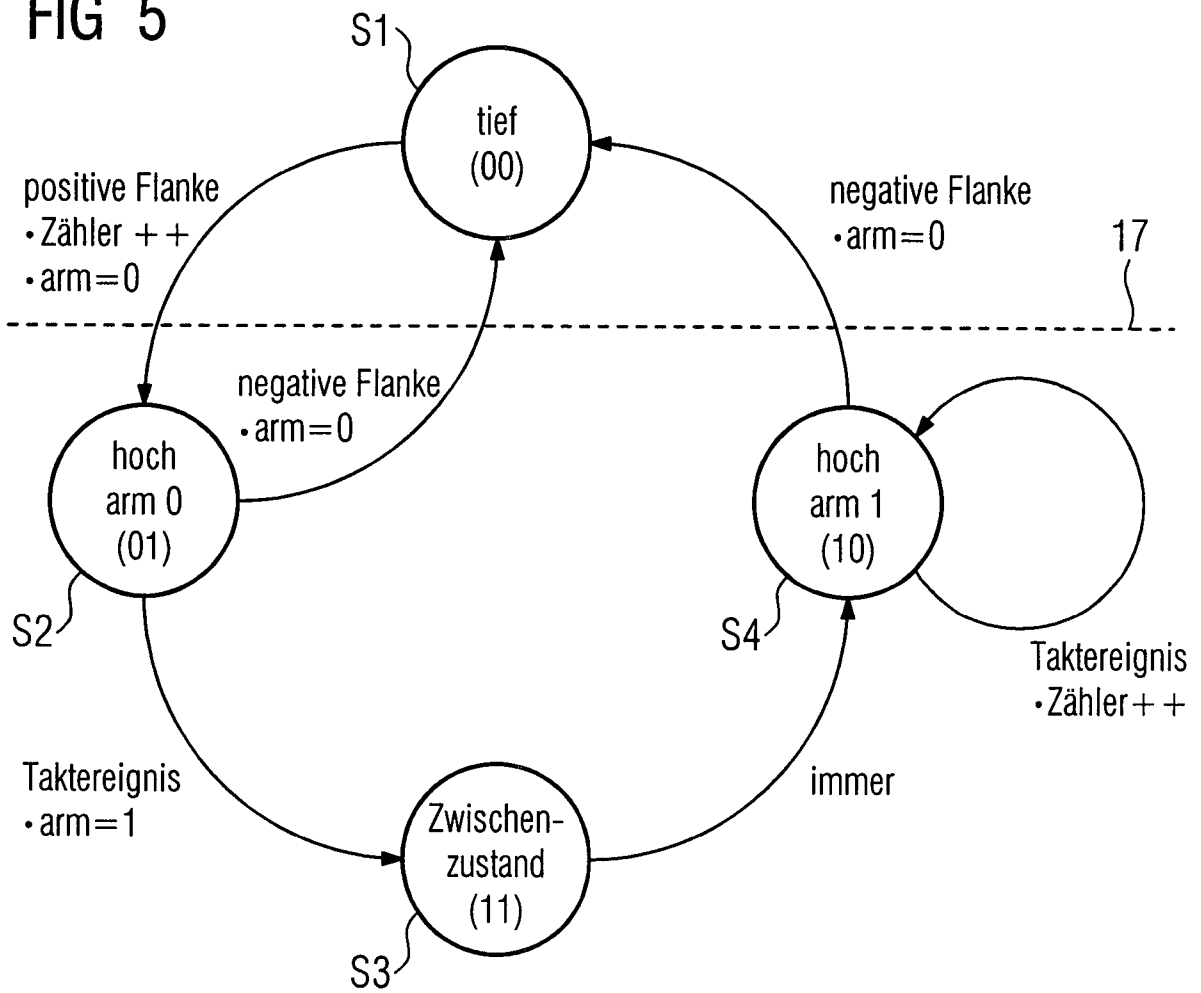 FIG 5
S1
tief
(00)
positive Flanke
•Zähler ++
•arm=0
negative Flanke
•arm=0
17
negative Flanke
•arm=0
hoch
arm 0
(01)
S2
hoch
arm 1
(10)
S4
Taktereignis
•Zähler++
Taktereignis
•arm=1
immer
Zwischen-
zustand
(11)
S3